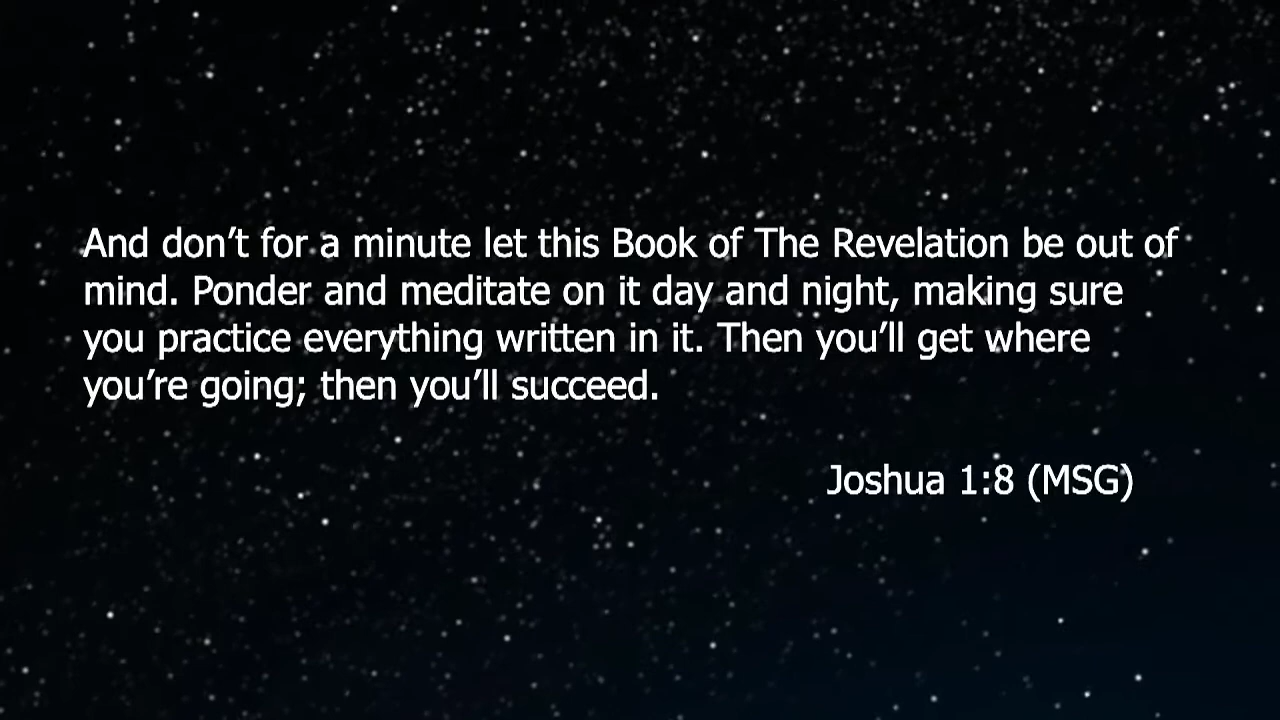 And don’t for a minute let this Book of The Revelation be out of
mind. Ponder and meditate on it day and night, making sure
you practice everything written in it. Then you’ll get where
you’re going; then you’ll succeed.
Joshua 1:8 (MSG)